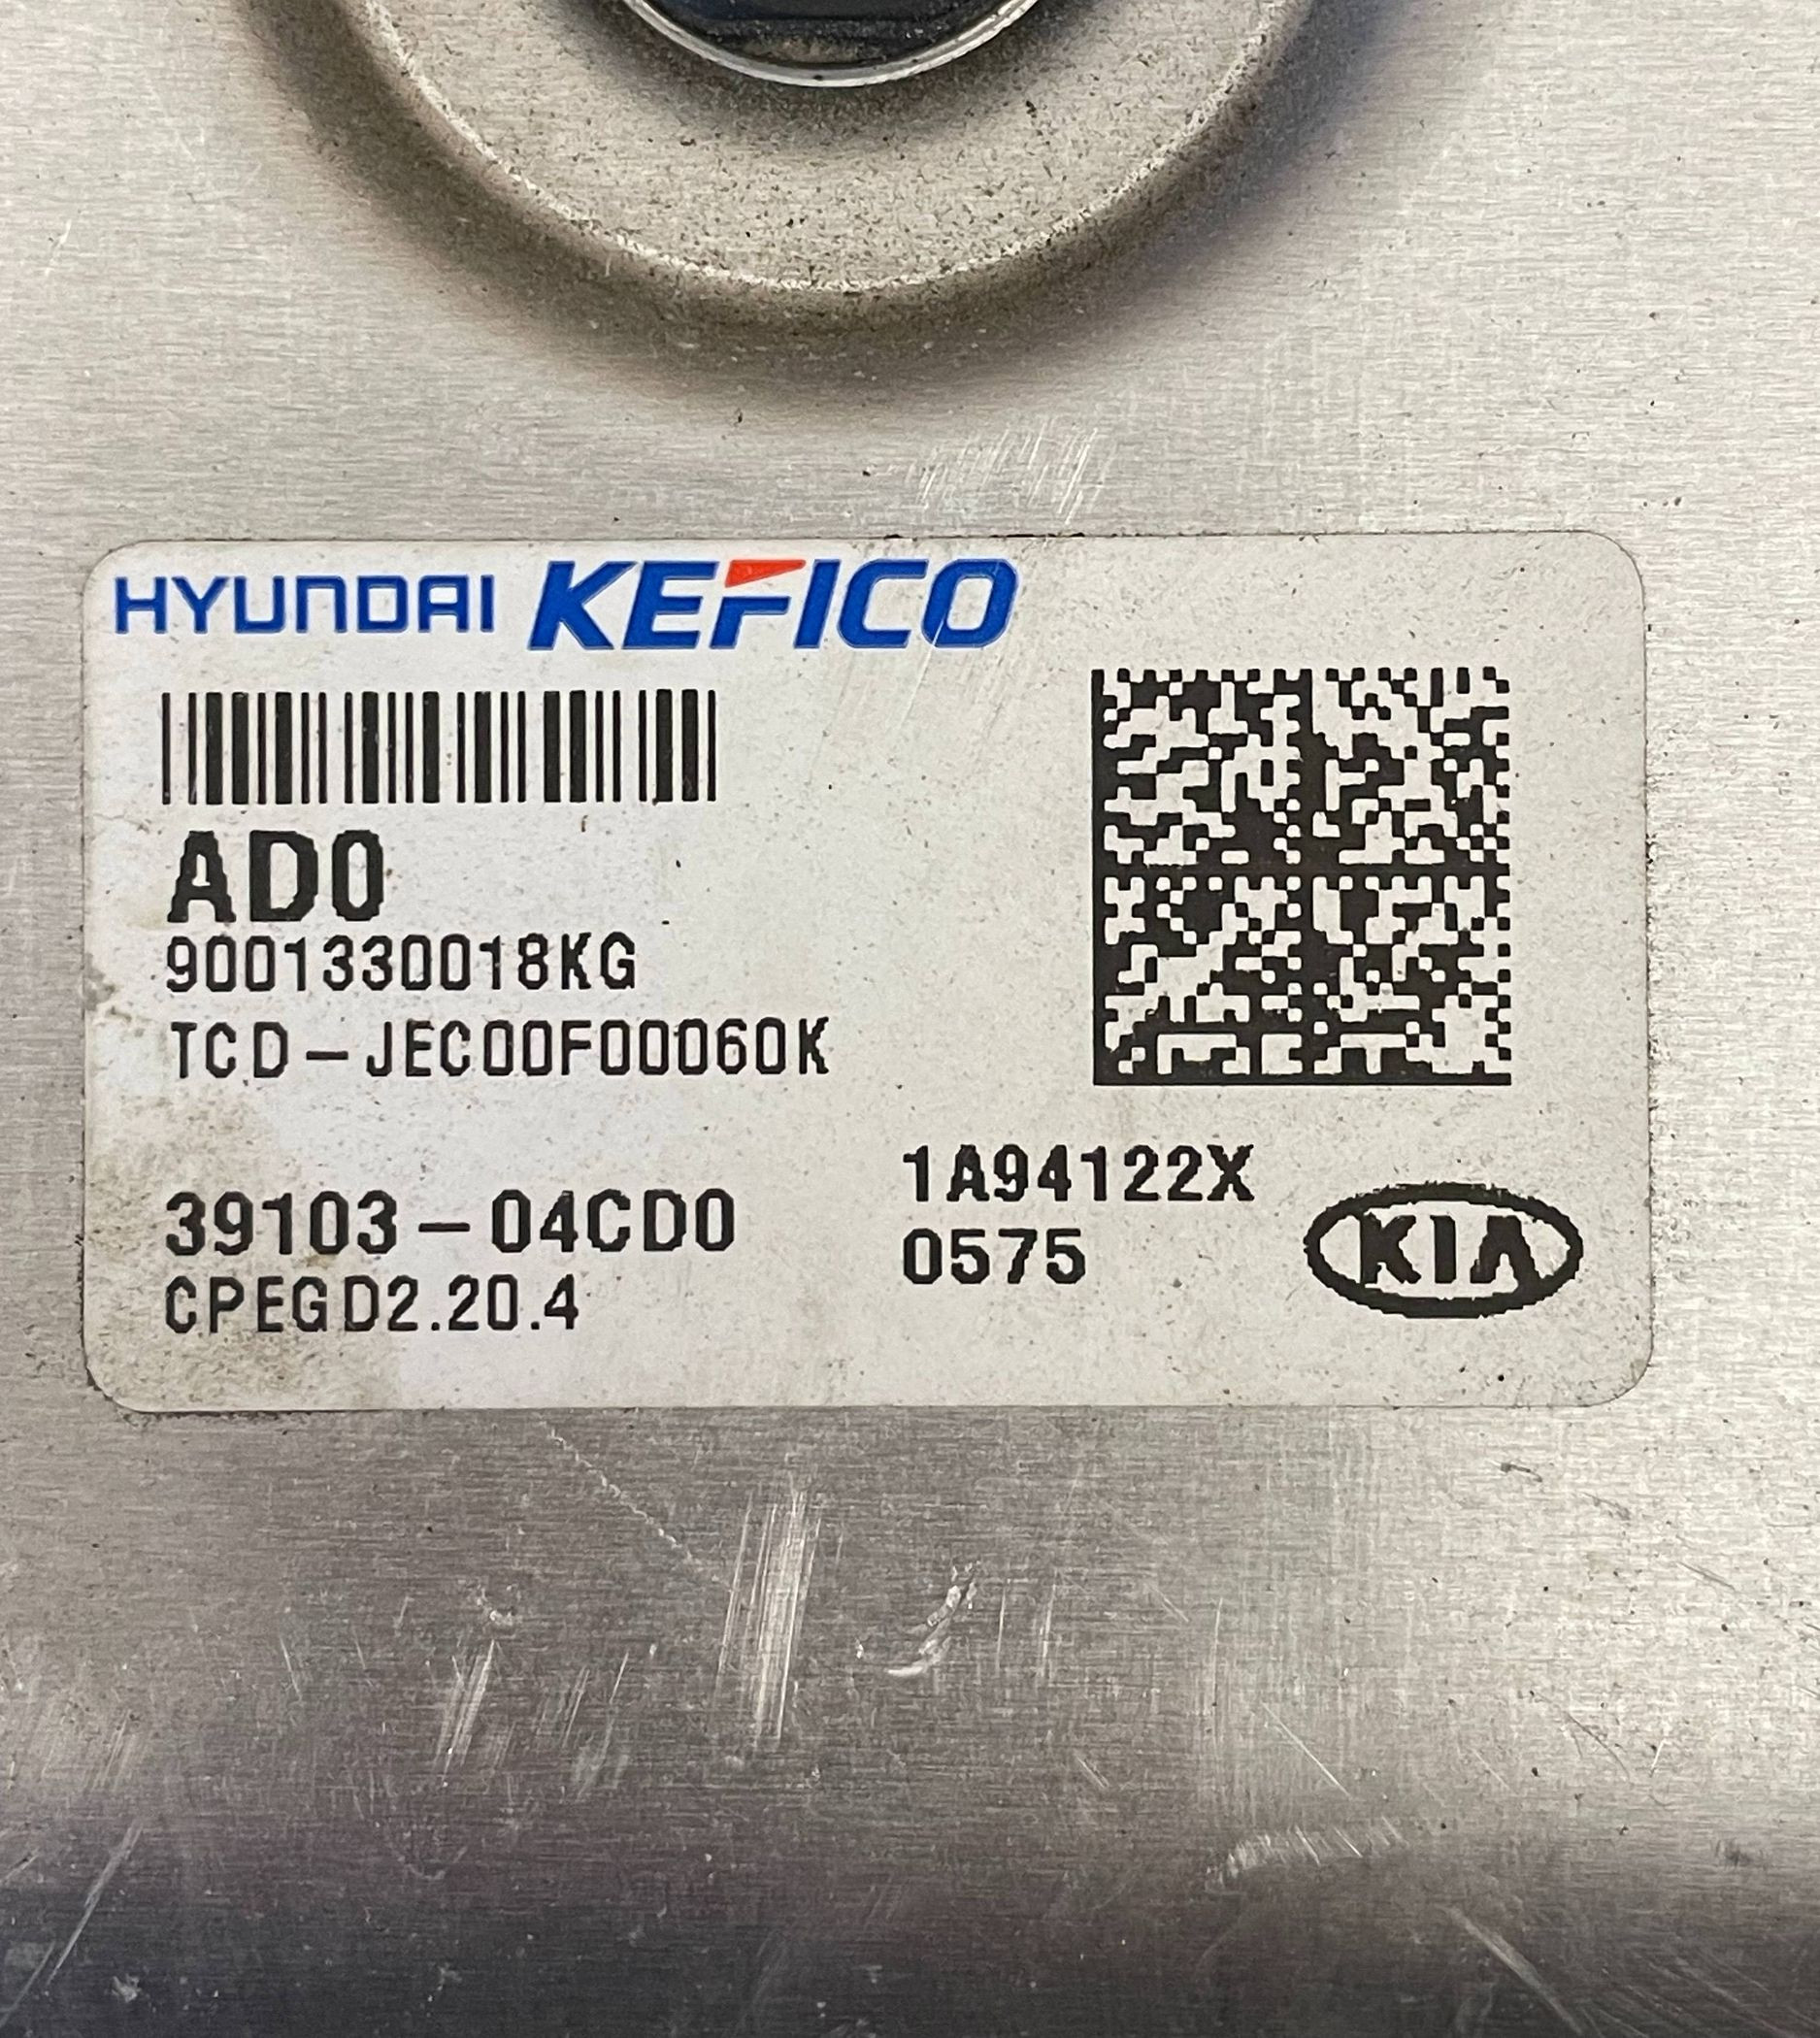 HYUNDAI KEFICO
AD0
9001330018KG
TCD-JEC00F00060K
39103-04CD0
CPEGD2.20.4
1A94122X
0575
KIA